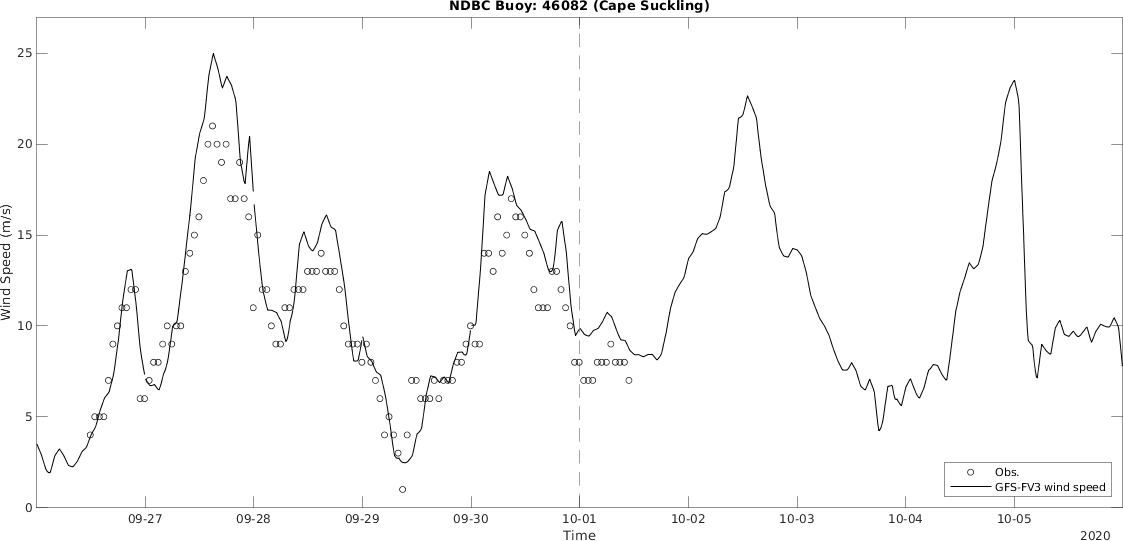 NDBC Buoy: 46082 (Cape Suckling)
Wind Speed (m/s)
25
20
15
10
5
0
09-27 09-28 09-29 09-30 10-01 10-02 10-03 10-04 10-05
Time
2020
Obs.
GFS-FV3 wind speed